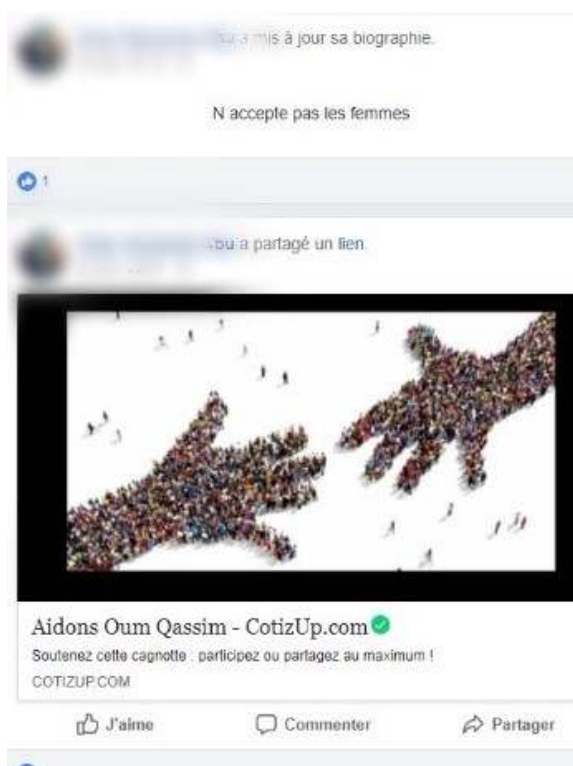 a mis à jour sa biographie.
N accepte pas les femmes
1
a partagé un lien.
Aidons Oum Qassim - CotizUp.com
Soutenez cette cagnotte : participez ou partagez au maximum !
COTIZUP.COM
J'aime
Commenter
Partager